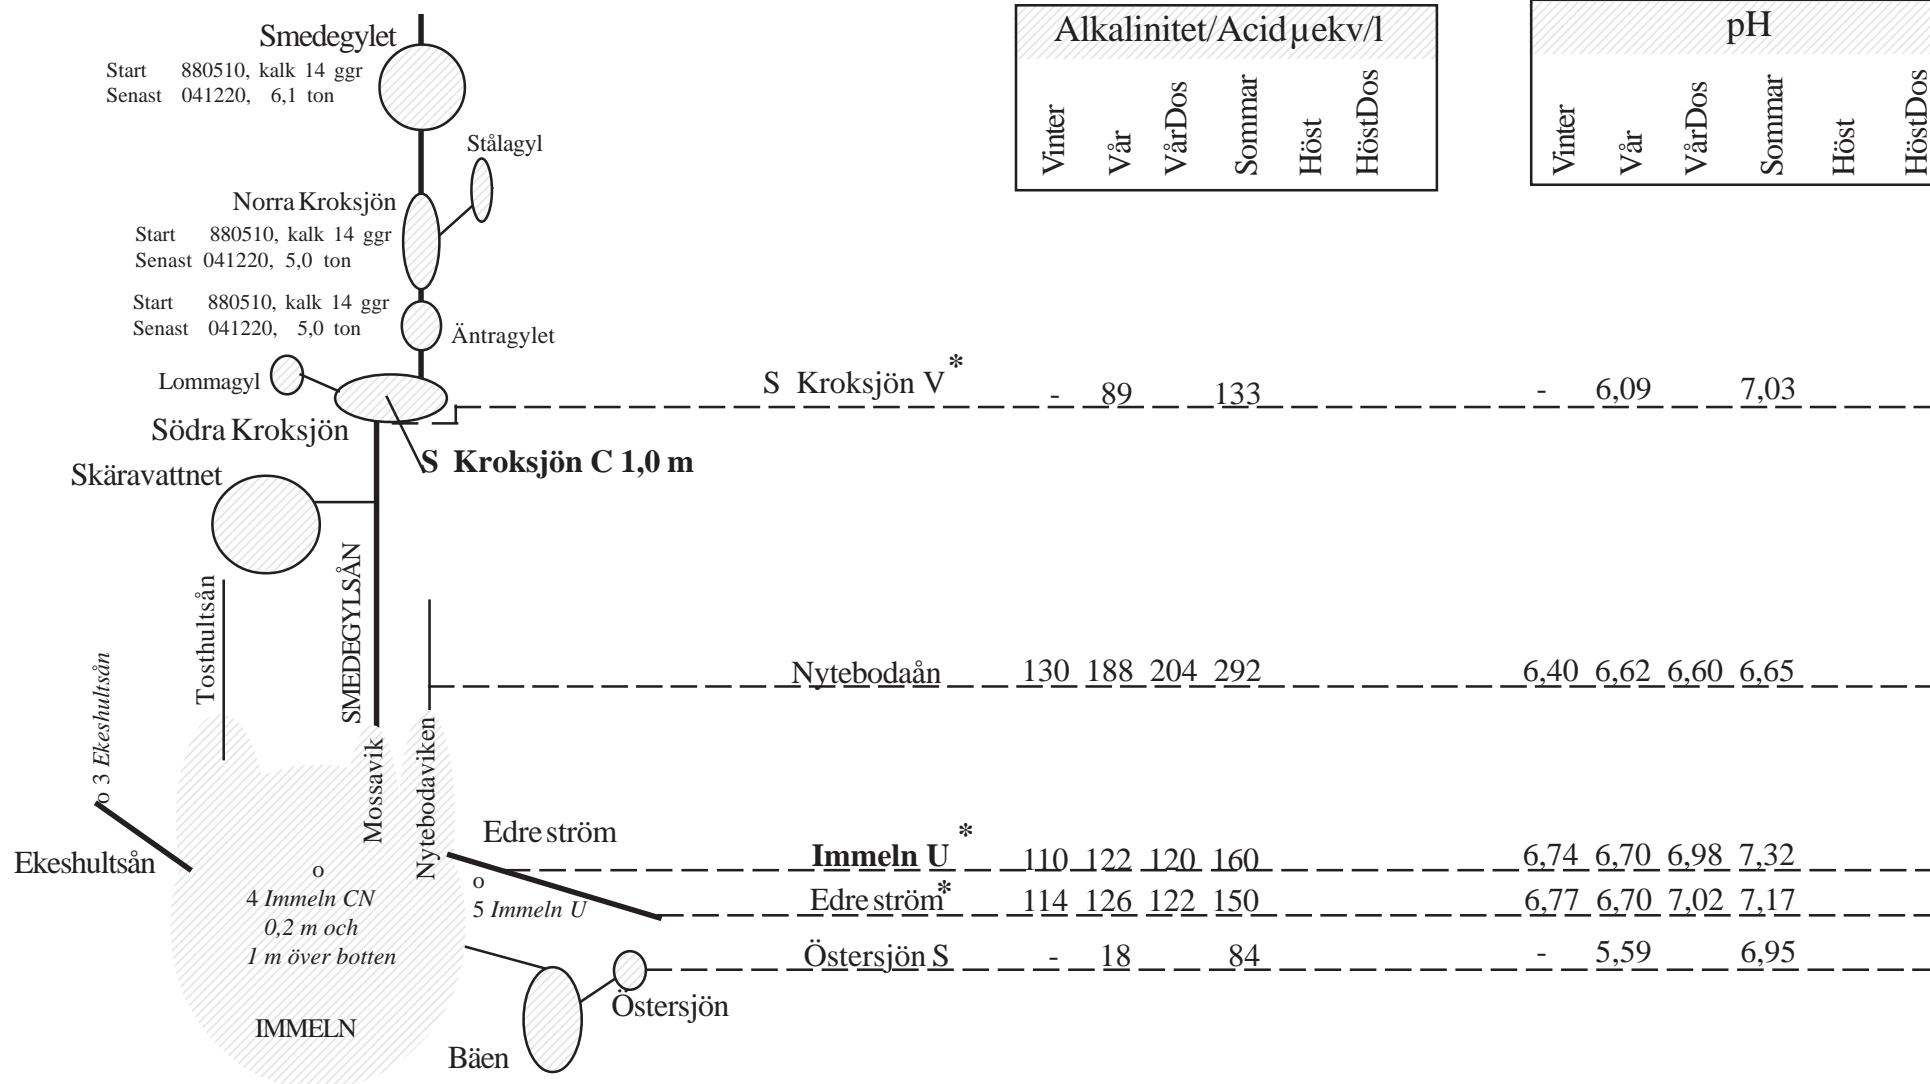 Alkalinitet/Acid µekv/l
Vinter
Vår
VårDos
Sommar
Höst
HöstDos
pH
Vinter
Vår
VårDos
Sommar
Höst
HöstDos
Smedegylet
Start 880510, kalk 14 ggr
Senast 041220, 6,1 ton
Stålagyl
Norra Kroksjön
Start 880510, kalk 14 ggr
Senast 041220, 5,0 ton
Start 880510, kalk 14 ggr
Senast 041220, 5,0 ton
Äntragylet
Lommagyl
S Kroksjön V* - 89 133 - 6,09 7,03
Södra Kroksjön
S Kroksjön C 1,0 m
Skäravattnet
SMEDEGYLSÅN
Tosthultsån
Nytebodaån 130 188 204 292 6,40 6,62 6,60 6,65
o 3 Ekeshultsån
Mossavik
Nytebodaviken
Edre ström
Ekeshultsån
Immeln U* 110 122 120 160 6,74 6,70 6,98 7,32
o
4 Immeln CN
0,2 m och
1 m över botten
o
5 Immeln U
Edre ström* 114 126 122 150 6,77 6,70 7,02 7,17
Östersjön S - 18 84 - 5,59 6,95
Östersjön
IMMELN
Bäen